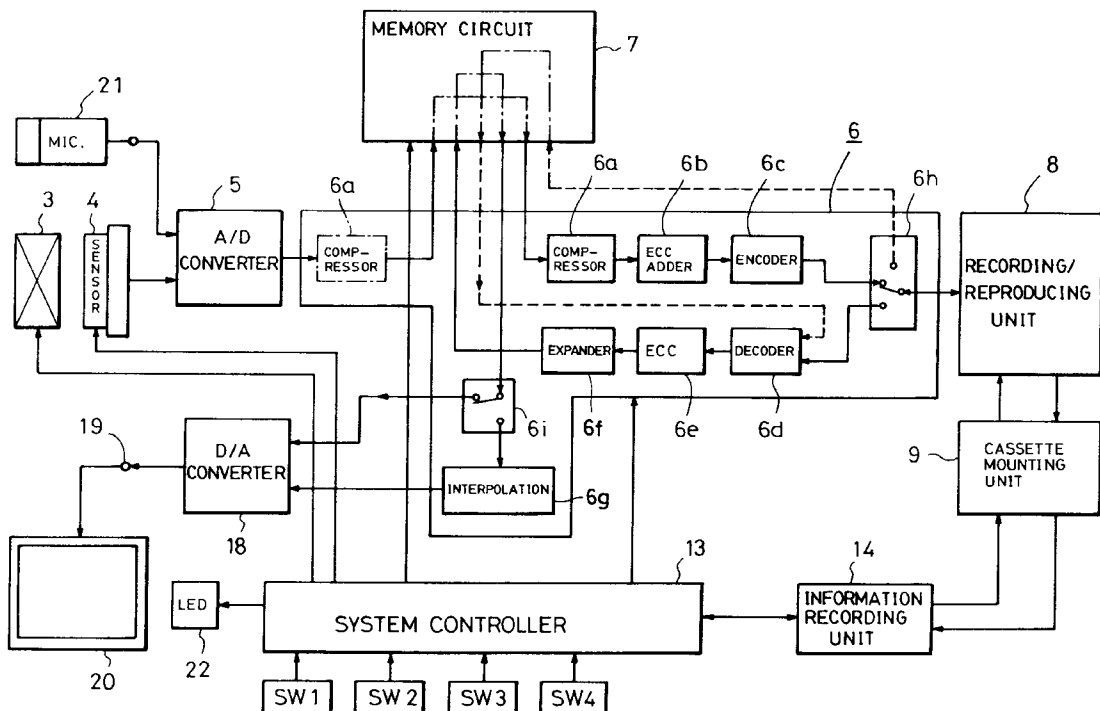 MEMORY CIRCUIT
7
21
MIC.
3
4
SENSOR
5
A/D
CONVERTER
6a
COMP-
RESSOR
6a
COMP-
RESSOR
6b
ECC
ADDER
6c
ENCODER
6
6h
8
RECORDING/
REPRODUCING
UNIT
EXPANDER
6f
ECC
6e
DECODER
6d
6i
INTERPOLATION
6g
19
D/A
CONVERTER
18
9
CASSETTE
MOUNTING
UNIT
20
LED
22
13
SYSTEM CONTROLLER
14
INFORMATION
RECORDING
UNIT
SW1
SW2
SW3
SW4